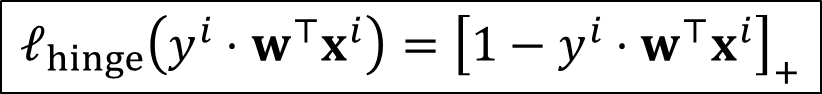 ℓ_hinge(y^i · 𝐰^⊤𝐱^i) = [1 − y^i · 𝐰^⊤𝐱^i]_+